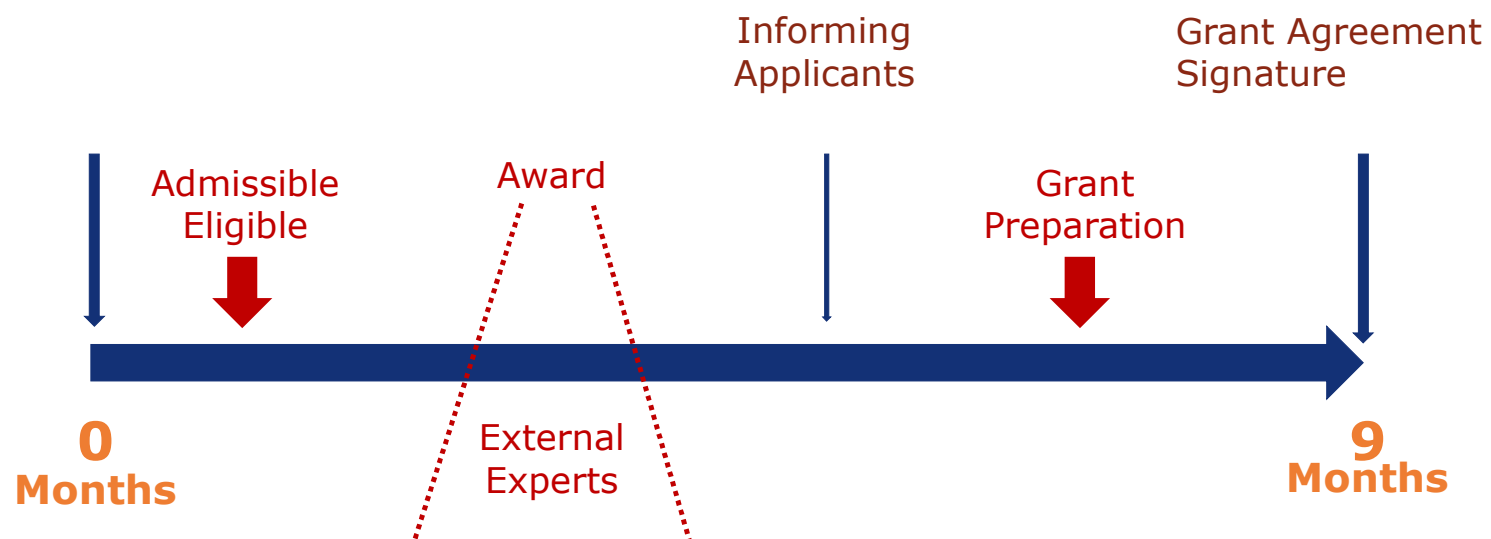 Informing
Applicants
Grant Agreement
Signature
Admissible
Eligible
Award
Grant
Preparation
External
Experts
0
Months
9
Months